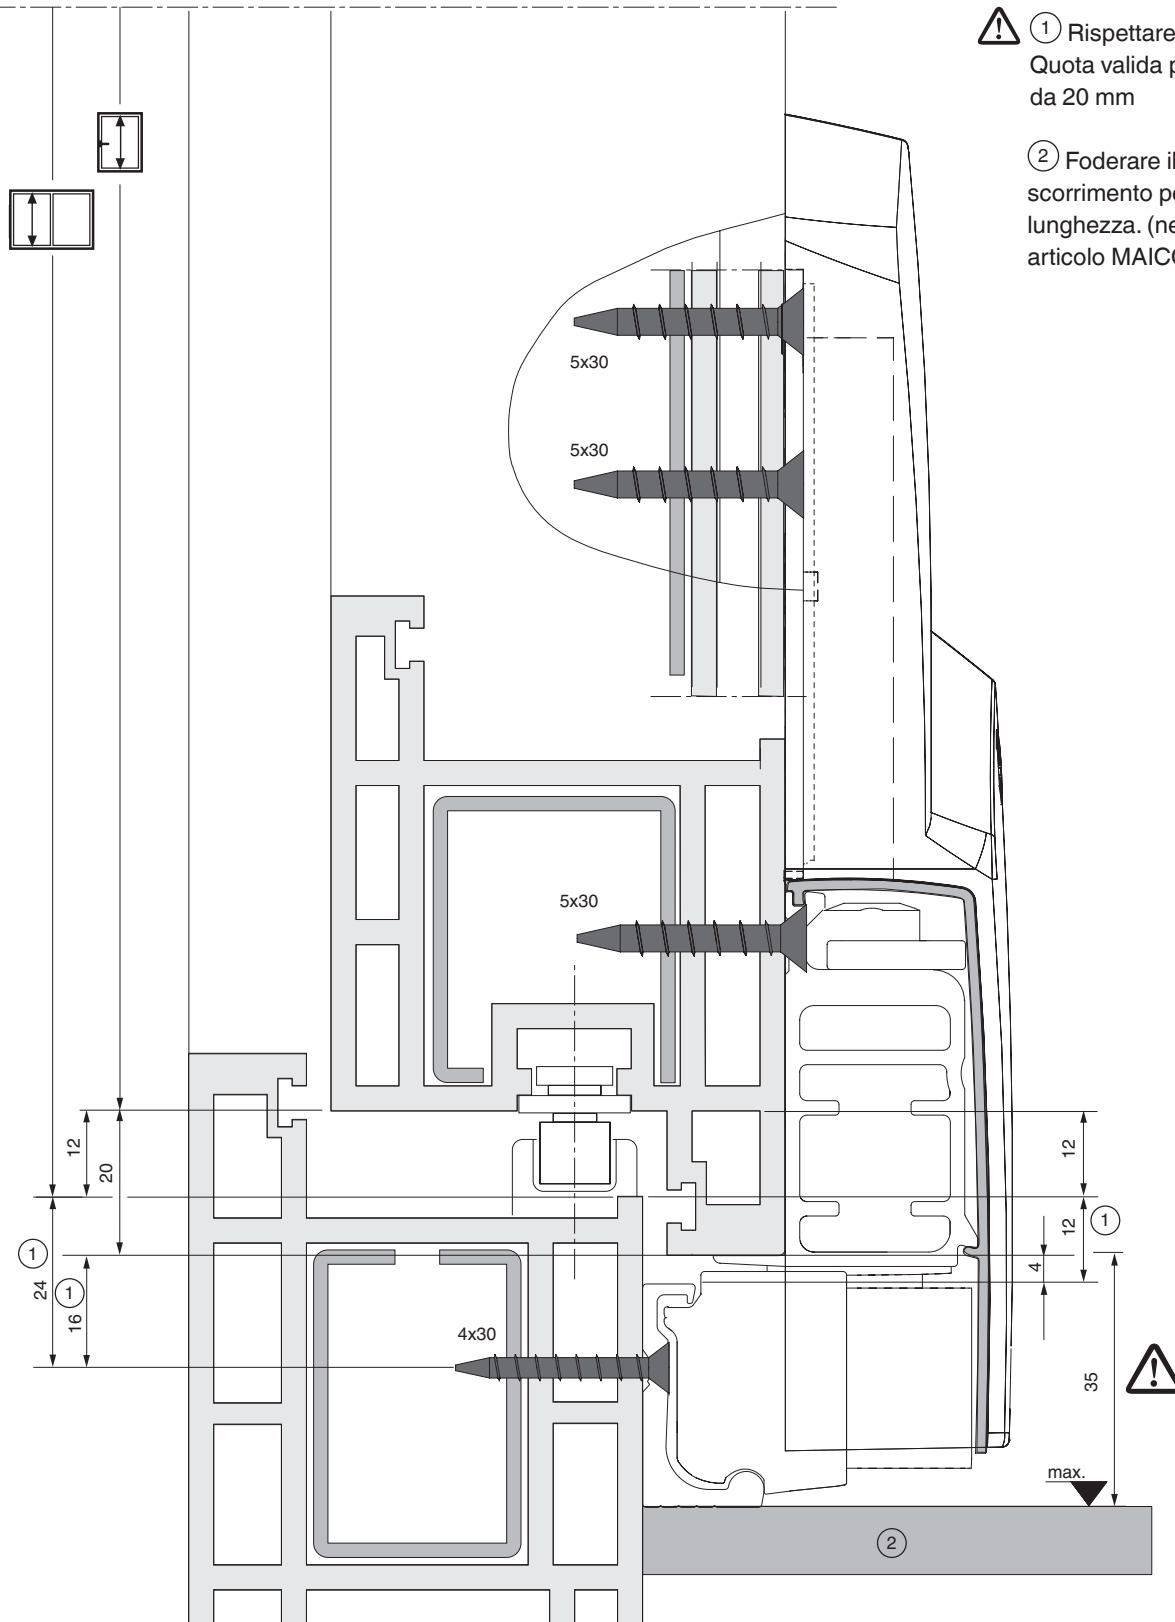 ① Rispettare
Quota valida p
da 20 mm
② Foderare il
scorrimento pe
lunghezza. (ne
articolo MAICO
5x30
5x30
5x30
12
20
12
①
24
①
16
12
①
4
4x30
35
max.
②